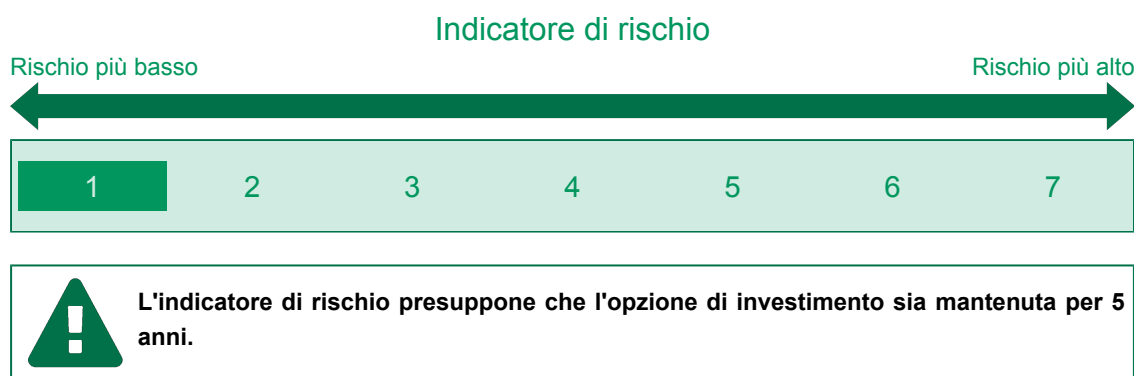 Indicatore di rischio
Rischio più basso Rischio più alto
1 2 3 4 5 6 7
L'indicatore di rischio presuppone che l'opzione di investimento sia mantenuta per 5
anni.